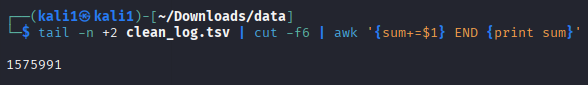 ┌──(kali1㉿kali1)-[~/Downloads/data]
└─$ tail -n +2 clean_log.tsv | cut -f6 | awk '{sum+=$1} END {print sum}'
1575991